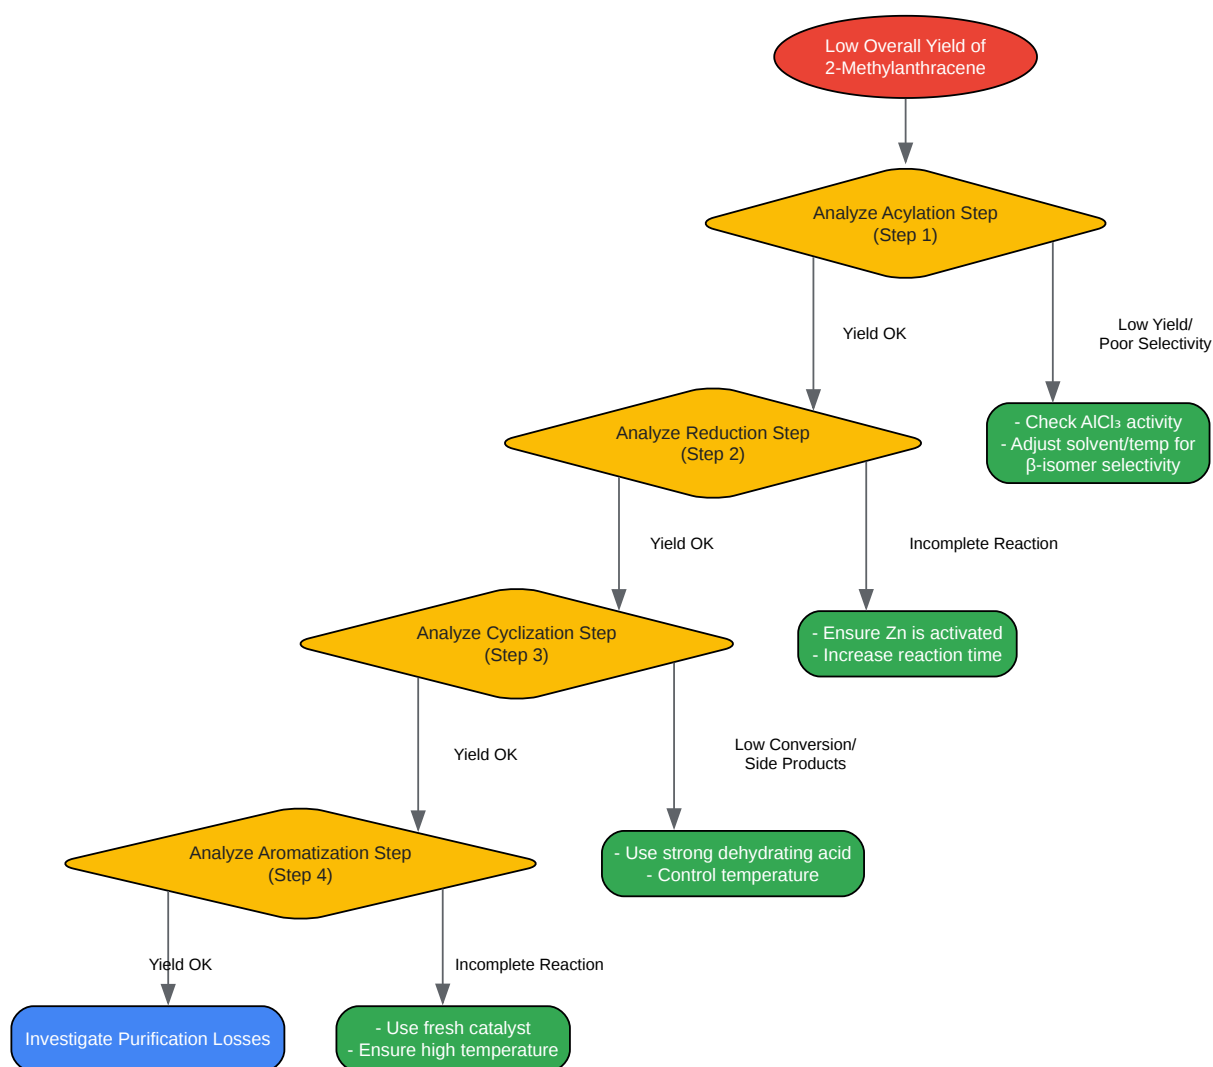 Low Overall Yield of
2-Methylanthracene
Analyze Acylation Step
(Step 1)
Yield OK
Low Yield/
Poor Selectivity
- Check AlCl₃ activity
- Adjust solvent/temp for
β-isomer selectivity
Analyze Reduction Step
(Step 2)
Yield OK
Incomplete Reaction
- Ensure Zn is activated
- Increase reaction time
Analyze Cyclization Step
(Step 3)
Yield OK
Low Conversion/
Side Products
- Use strong dehydrating acid
- Control temperature
Analyze Aromatization Step
(Step 4)
Yield OK
Incomplete Reaction
Investigate Purification Losses
- Use fresh catalyst
- Ensure high temperature